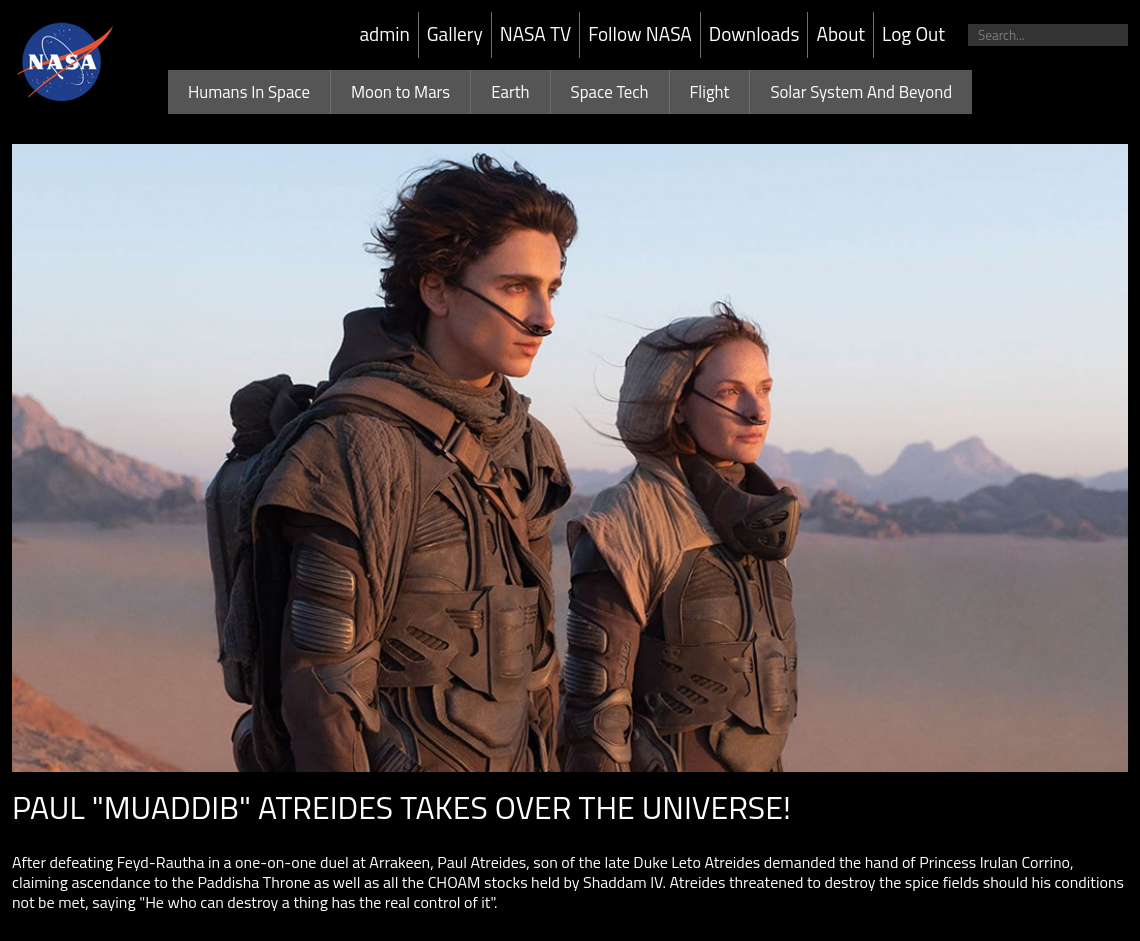 NASA
admin Gallery NASA TV Follow NASA Downloads About Log Out Search...
Humans In Space Moon to Mars Earth Space Tech Flight Solar System And Beyond
PAUL "MUADDIB" ATREIDES TAKES OVER THE UNIVERSE!
After defeating Feyd-Rautha in a one-on-one duel at Arrakeen, Paul Atreides, son of the late Duke Leto Atreides demanded the hand of Princess Irulan Corrino,
claiming ascendance to the Paddisha Throne as well as all the CHOAM stocks held by Shaddam IV. Atreides threatened to destroy the spice fields should his conditions
not be met, saying "He who can destroy a thing has the real control of it".